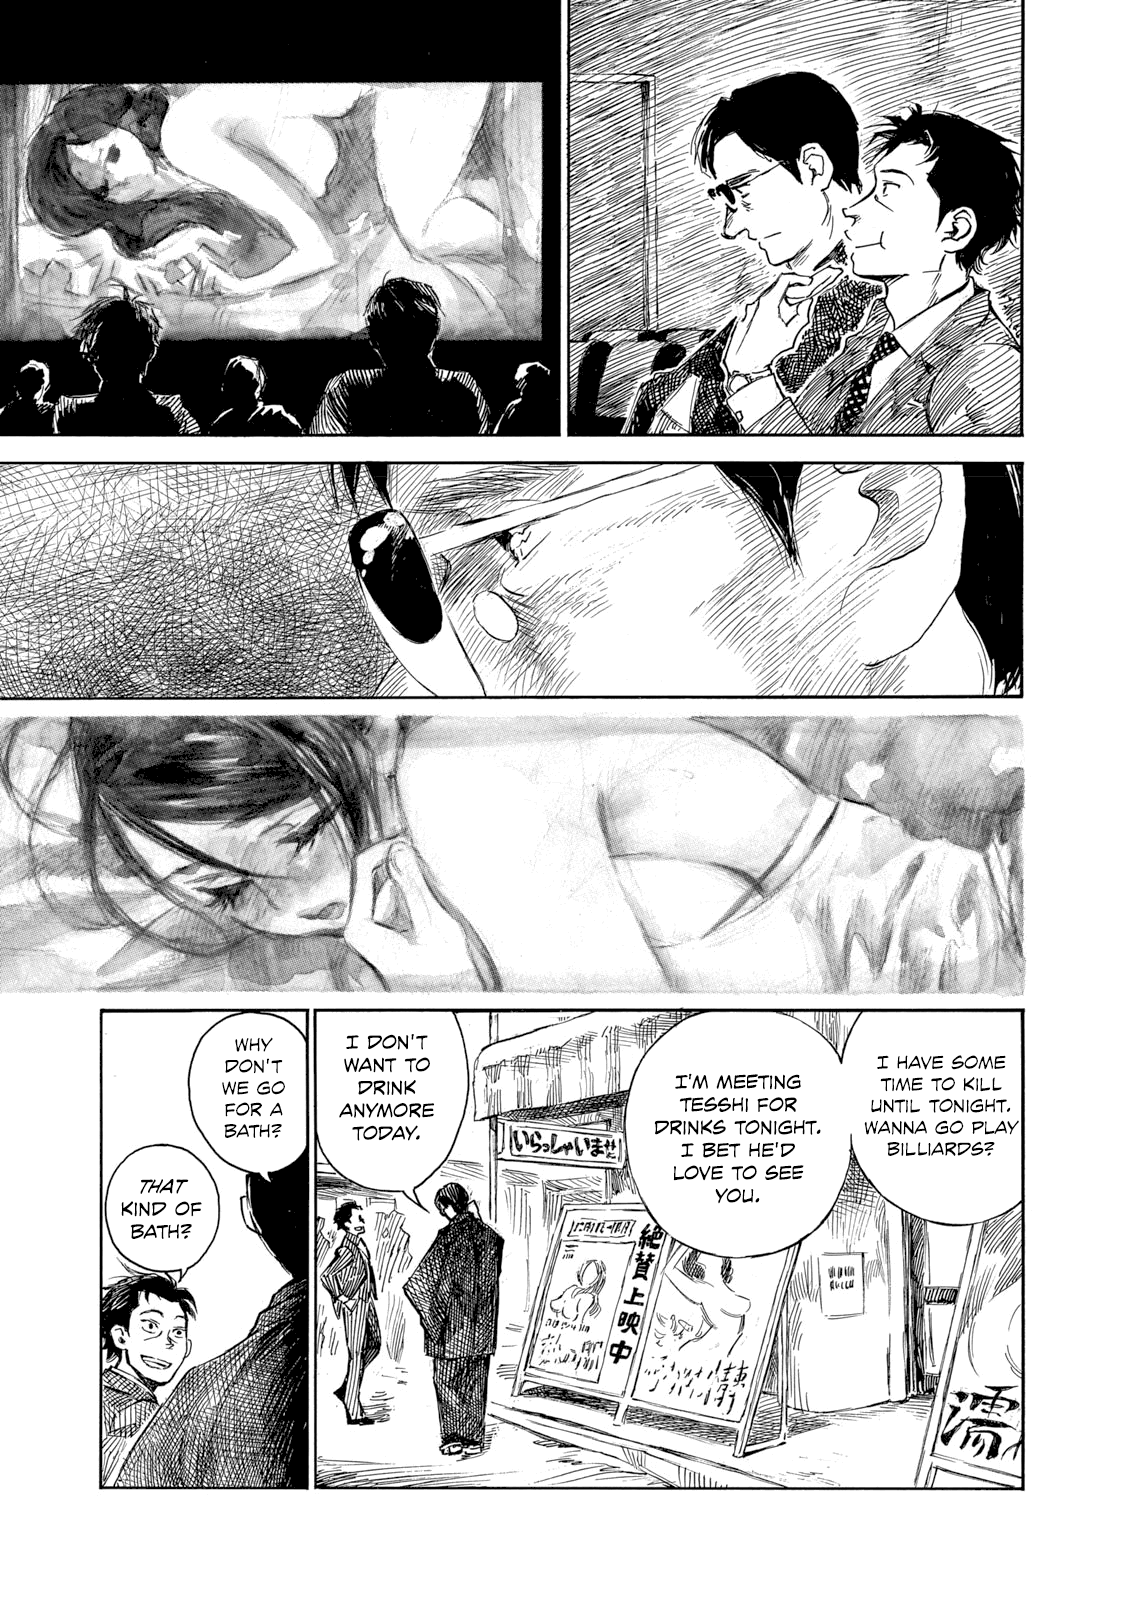 I HAVE SOME
TIME TO KILL
UNTIL TONIGHT.
WANNA GO PLAY
BILLIARDS?
I'M MEETING
TESSHI FOR
DRINKS TONIGHT.
I BET HE'D
LOVE TO SEE
YOU.
I DON'T
WANT TO
DRINK
ANYMORE
TODAY.
いらっしゃいません
絶賛上映中
濡
WHY
DON'T
WE GO
FOR A
BATH?
THAT
KIND OF
BATH?